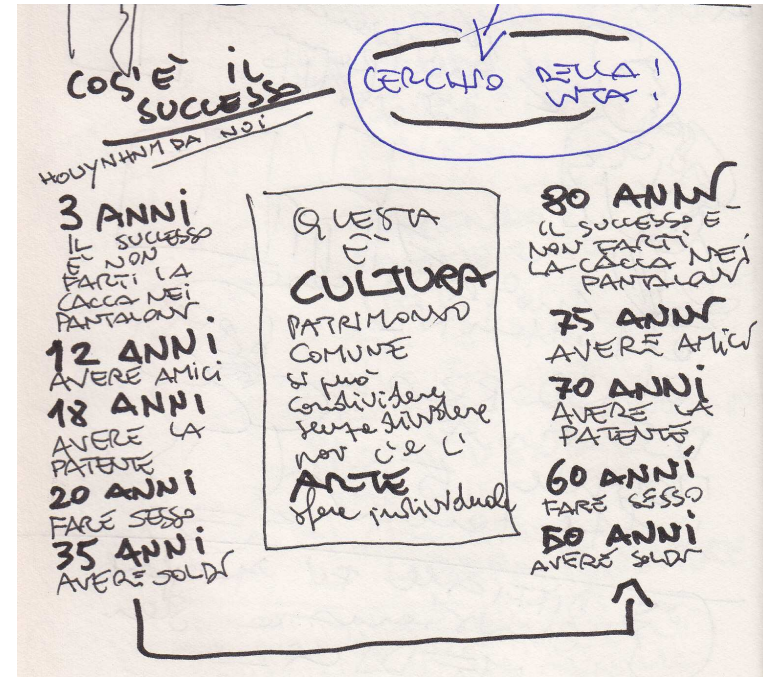 COS'È IL
SUCCESSO
HOUYNHNM DA NOI
CERCHIO DELLA
VITA!
3 ANNI
IL SUCCESSO
È NON
FARTI LA
CACCA NEI
PANTALONI
12 ANNI
AVERE AMICI
18 ANNI
AVERE LA
PATENTE
20 ANNI
FARE SESSO
35 ANNI
AVERE SOLDI
QUESTA
È
CULTURA
PATRIMONIO
COMUNE
si può
condividere
senza dividere
poi c'è l'
ARTE
sfera individuale
80 ANNI
IL SUCCESSO È
NON FARTI
LA CACCA NEI
PANTALONI
75 ANNI
AVERE AMICI
70 ANNI
AVERE LA
PATENTE
60 ANNI
FARE SESSO
50 ANNI
AVERE SOLDI